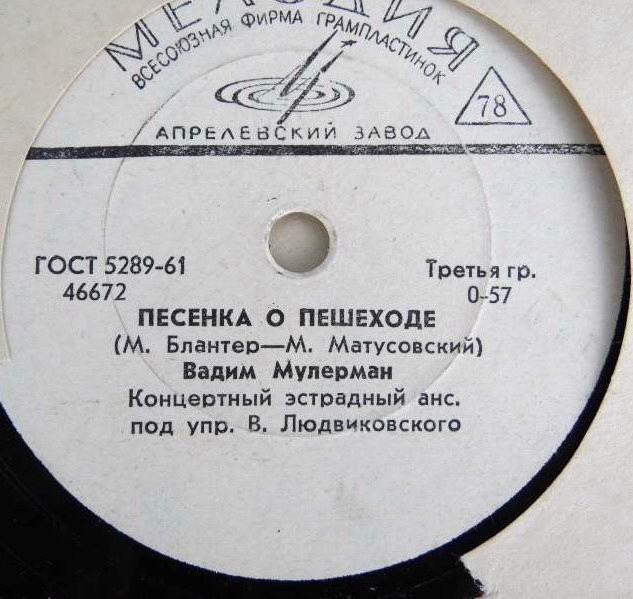 МЕЛОДИЯ
ВСЕСОЮЗНАЯ ФИРМА ГРАМПЛАСТИНОК
78
АПРЕЛЕВСКИЙ ЗАВОД
ГОСТ 5289-61
46672
Третья гр.
0-57
ПЕСЕНКА О ПЕШЕХОДЕ
(М. Блантер—М. Матусовский)
Вадим Мулерман
Концертный эстрадный анс.
под упр. В. Людвиковского